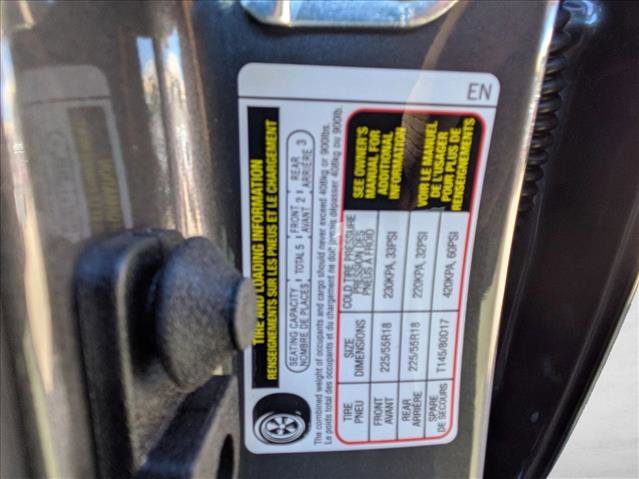 EN
TIRE AND LOADING INFORMATION
RENSEIGNEMENTS SUR LES PNEUS ET LE CHARGEMENT
SEATING CAPACITY TOTAL 5 FRONT 2 REAR 3
NOMBRE DE PLACES AVANT ARRIÈRE
The combined weight of occupants and cargo should never exceed 408kg or 900lbs.
Le poids total des occupants et du chargement ne doit jamais dépasser 408kg ou 900lb.
TIRE SIZE COLD TIRE PRESSURE SEE OWNER'S
PNEU DIMENSIONS PRESSION DES MANUAL FOR
PNEUS A FROID ADDITIONAL
INFORMATION
FRONT 225/55R18 230KPA, 33PSI
AVANT
REAR 225/55R18 220KPA, 32PSI
ARRIÈRE
SPARE T145/80D17 420KPA, 60PSI
DE SECOURS
VOIR LE MANUEL
DE L'USAGER
POUR PLUS DE
RENSEIGNEMENTS